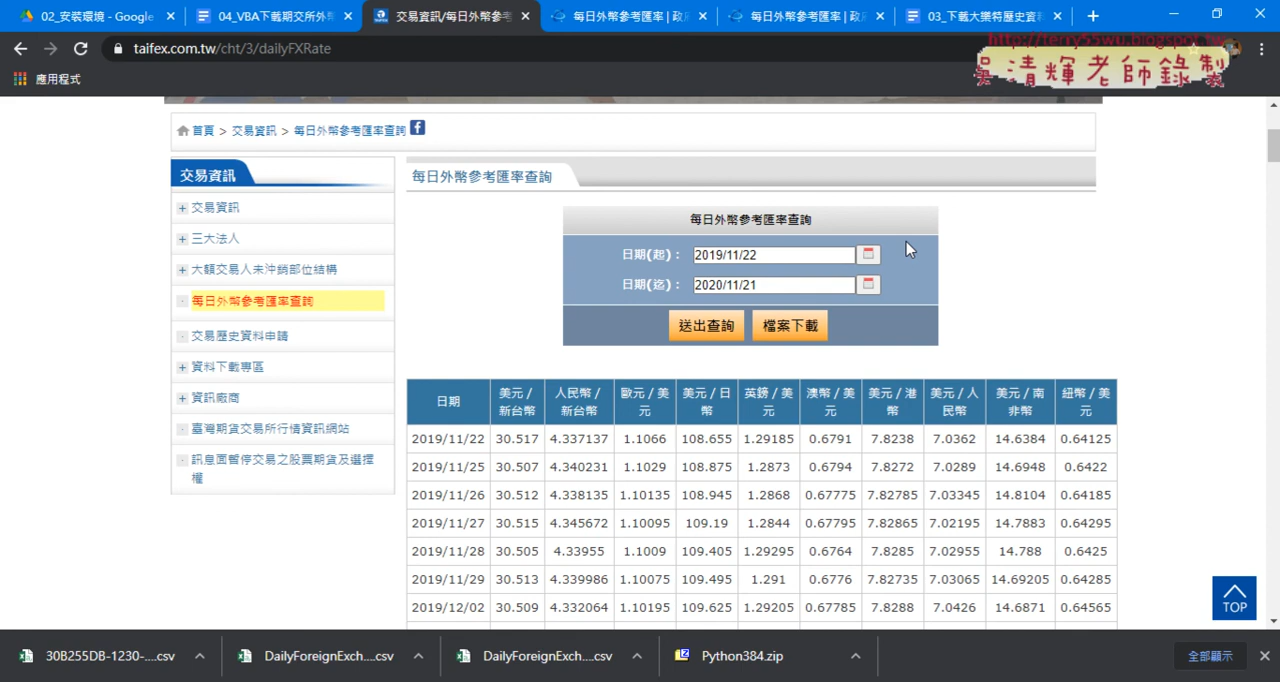 02_安裝環境 - Google
04_VBA下載期交所外幣
交易資訊/每日外幣參考
每日外幣參考匯率 | 政府
每日外幣參考匯率 | 政府
03_下載大樂特歷史資料
taifex.com.tw/cht/3/dailyFXRate
http://terry55wu.blogspot.tw
吳清輝老師錄製
應用程式
首頁 > 交易資訊 > 每日外幣參考匯率查詢
交易資訊
交易資訊
三大法人
大額交易人未沖銷部位結構
每日外幣參考匯率查詢
交易歷史資料申請
資料下載專區
資訊廠商
臺灣期貨交易所行情資訊網站
訊息面暫停交易之股票期貨及選擇
權
每日外幣參考匯率查詢
每日外幣參考匯率查詢
日期(起)： 2019/11/22
日期(迄)： 2020/11/21
送出查詢 檔案下載
日期 美元／新台幣 人民幣／新台幣 歐元／美元 美元／日幣 英鎊／美元 澳幣／美元 美元／港幣 美元／人民幣 美元／南非幣 紐幣／美元
2019/11/22 30.517 4.337137 1.1066 108.655 1.29185 0.6791 7.8238 7.0362 14.6384 0.64125
2019/11/25 30.507 4.340231 1.1029 108.875 1.2873 0.6794 7.8272 7.0289 14.6948 0.6422
2019/11/26 30.512 4.338135 1.10135 108.945 1.2868 0.67775 7.82785 7.03345 14.8104 0.64185
2019/11/27 30.515 4.345672 1.10095 109.19 1.2844 0.67795 7.82865 7.02195 14.7883 0.64295
2019/11/28 30.505 4.33955 1.1009 109.405 1.29295 0.6764 7.8285 7.02955 14.788 0.6425
2019/11/29 30.513 4.339986 1.10075 109.495 1.291 0.6776 7.82735 7.03065 14.69205 0.64285
2019/12/02 30.509 4.332064 1.10195 109.625 1.29205 0.67785 7.8288 7.0426 14.6871 0.64565
TOP
30B255DB-1230-....csv
DailyForeignExch....csv
DailyForeignExch....csv
Python384.zip
全部顯示